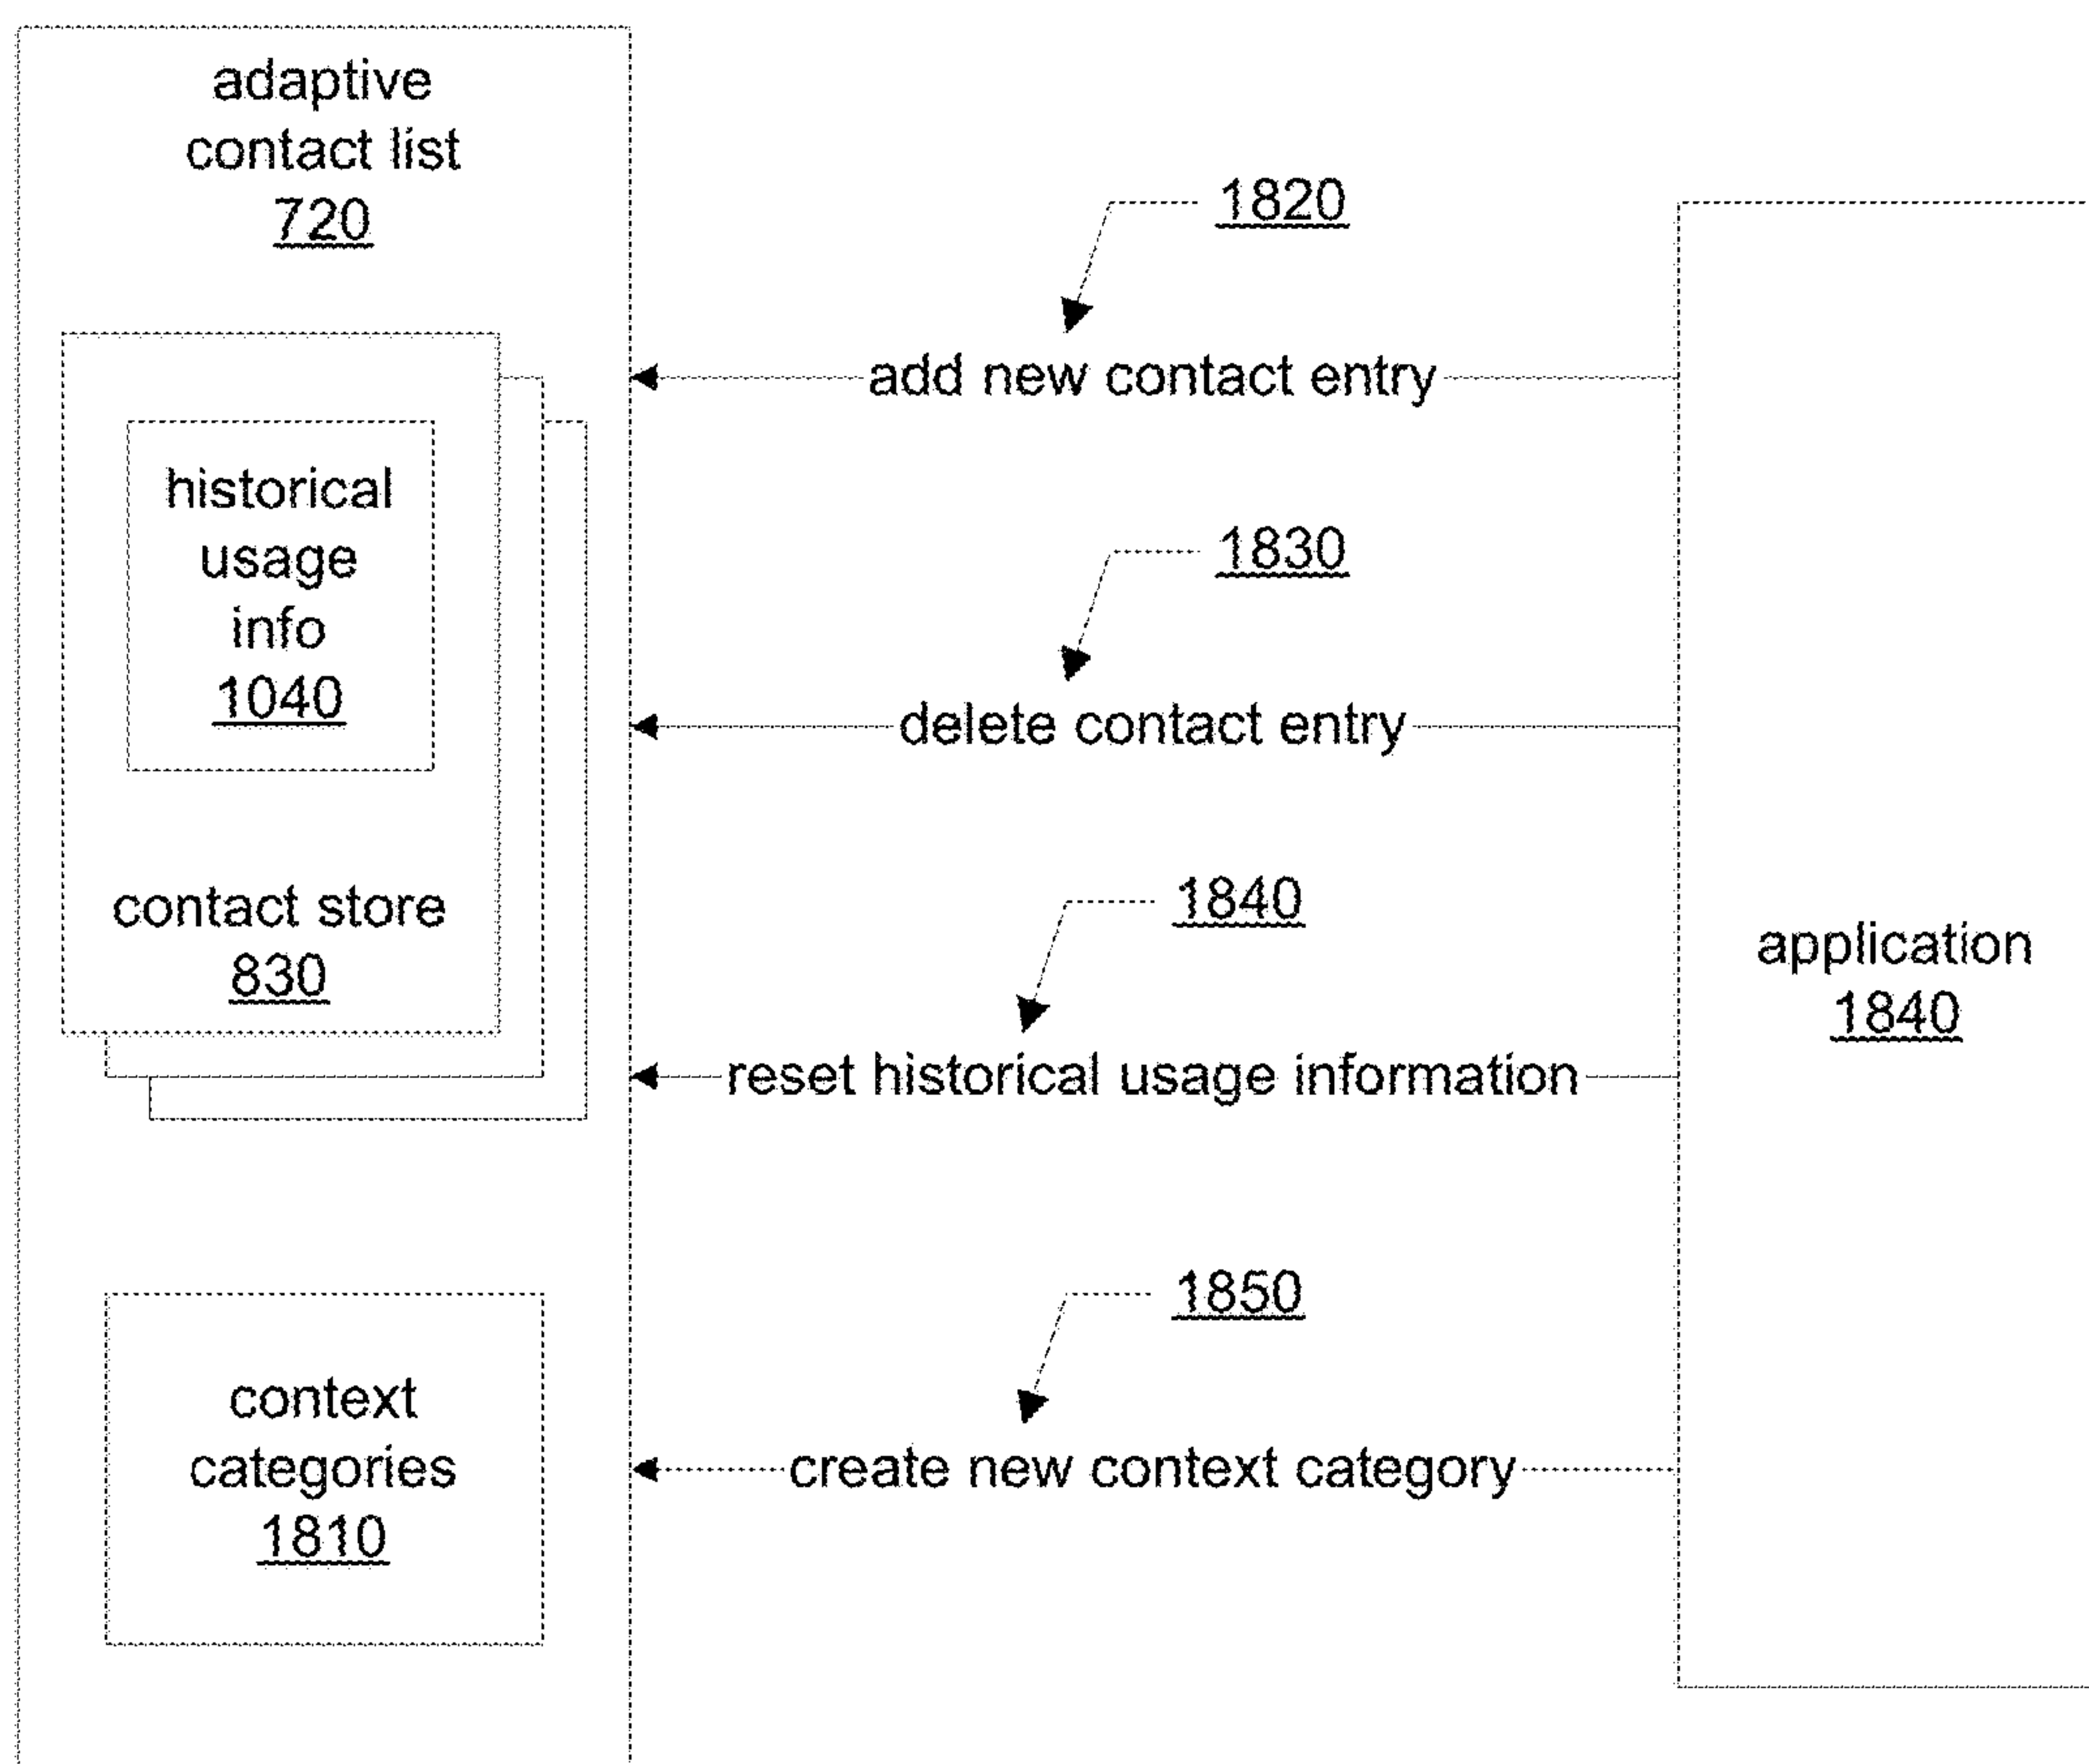 adaptive
contact list
720
historical
usage
info
1040
contact store
830
context
categories
1810
1820
add new contact entry
1830
delete contact entry
1840
reset historical usage information
1850
create new context category
application
1840